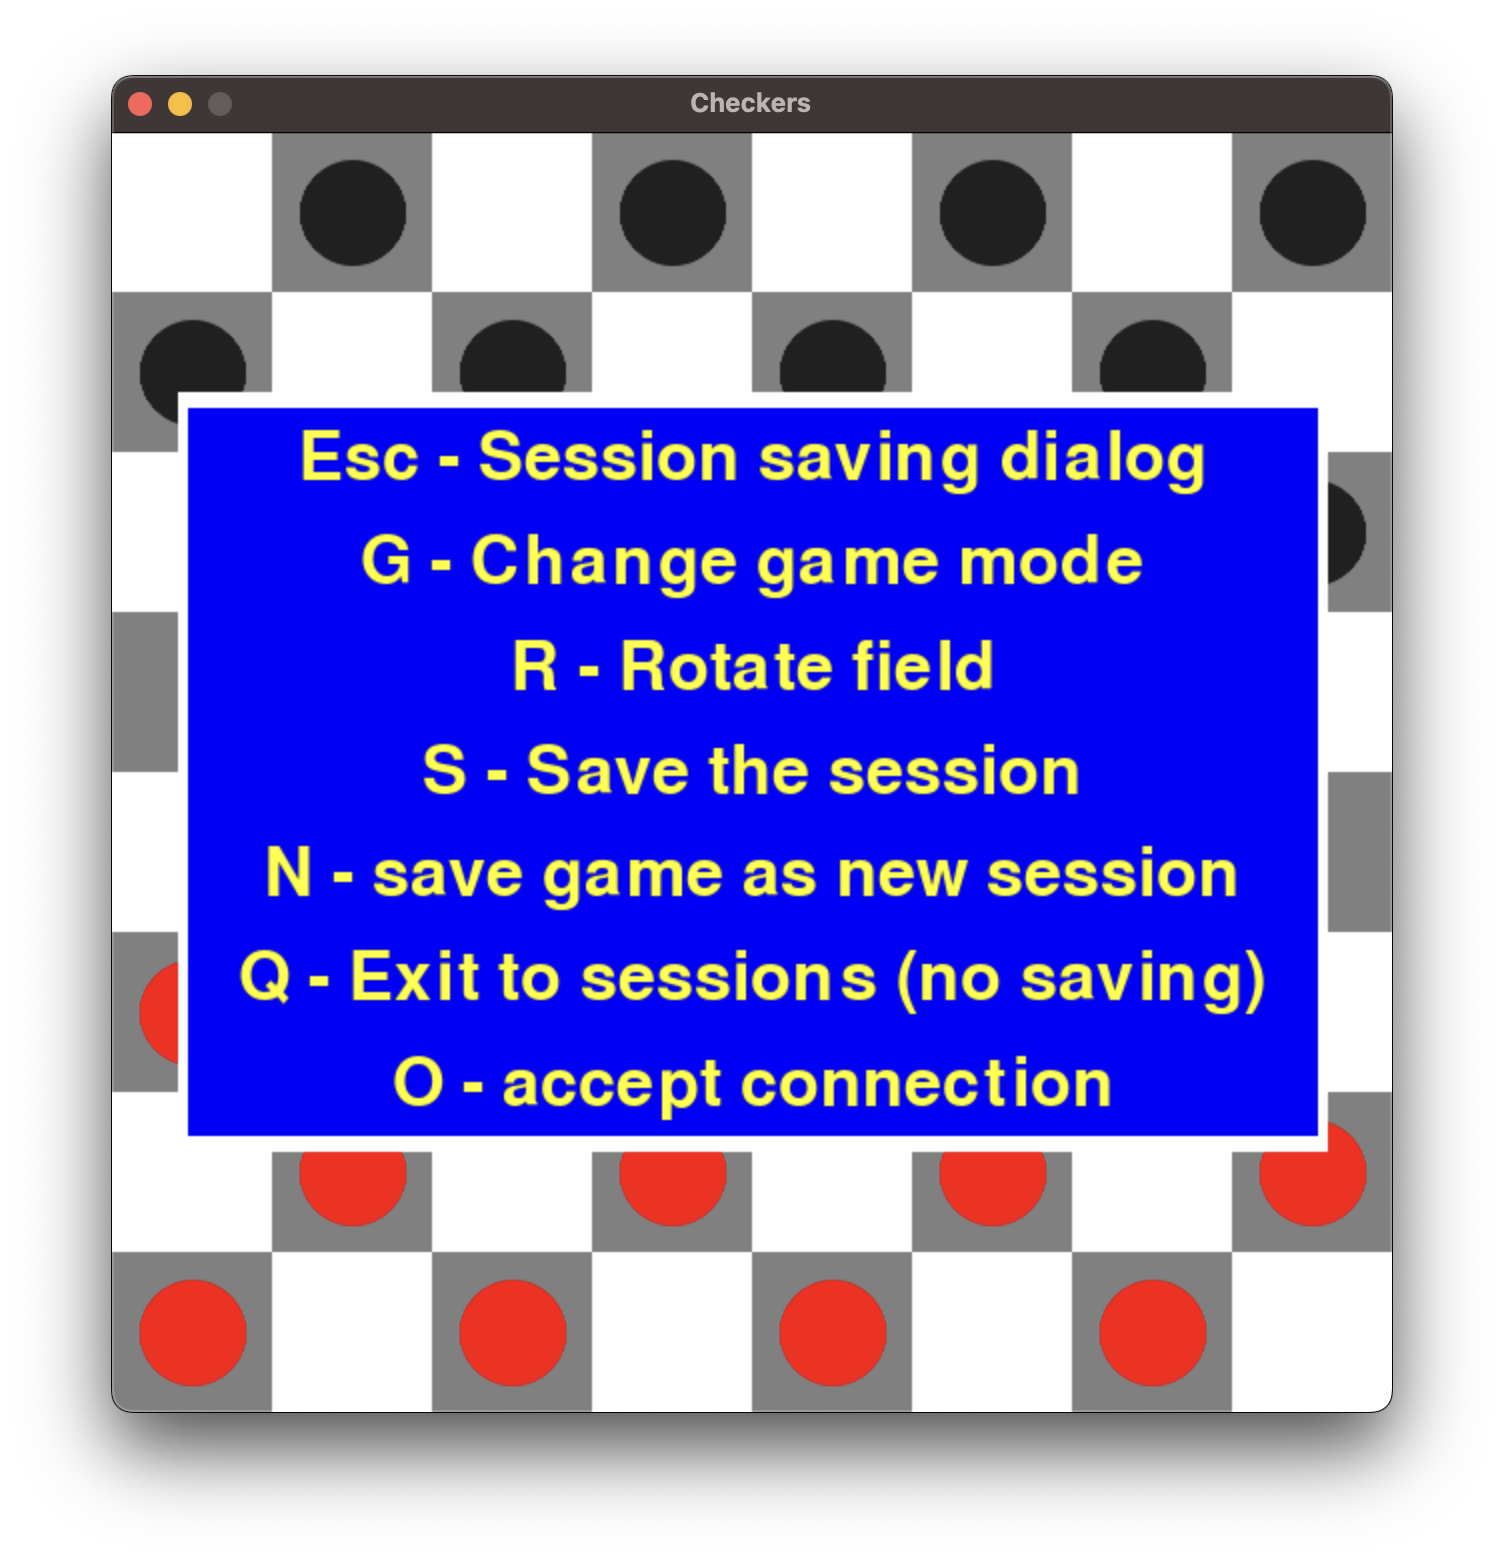 Checkers
Esc - Session saving dialog
G - Change game mode
R - Rotate field
S - Save the session
N - save game as new session
Q - Exit to sessions (no saving)
O - accept connection